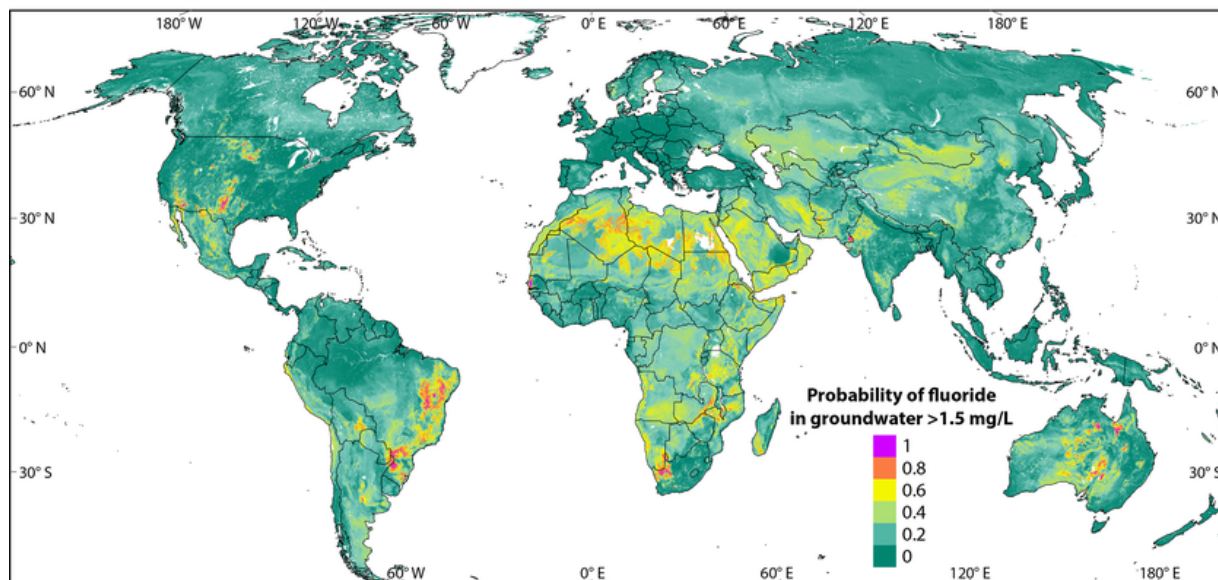 180° W 120° W 60° W 0° E 60° E 120° E 180° E
60° N 60° N
30° N 30° N
0° N 0° N
Probability of fluoride
in groundwater >1.5 mg/L
1
0.8
30° S 0.6 30° S
0.4
0.2
0
60° W 0° E 60° E 120° E 180° E